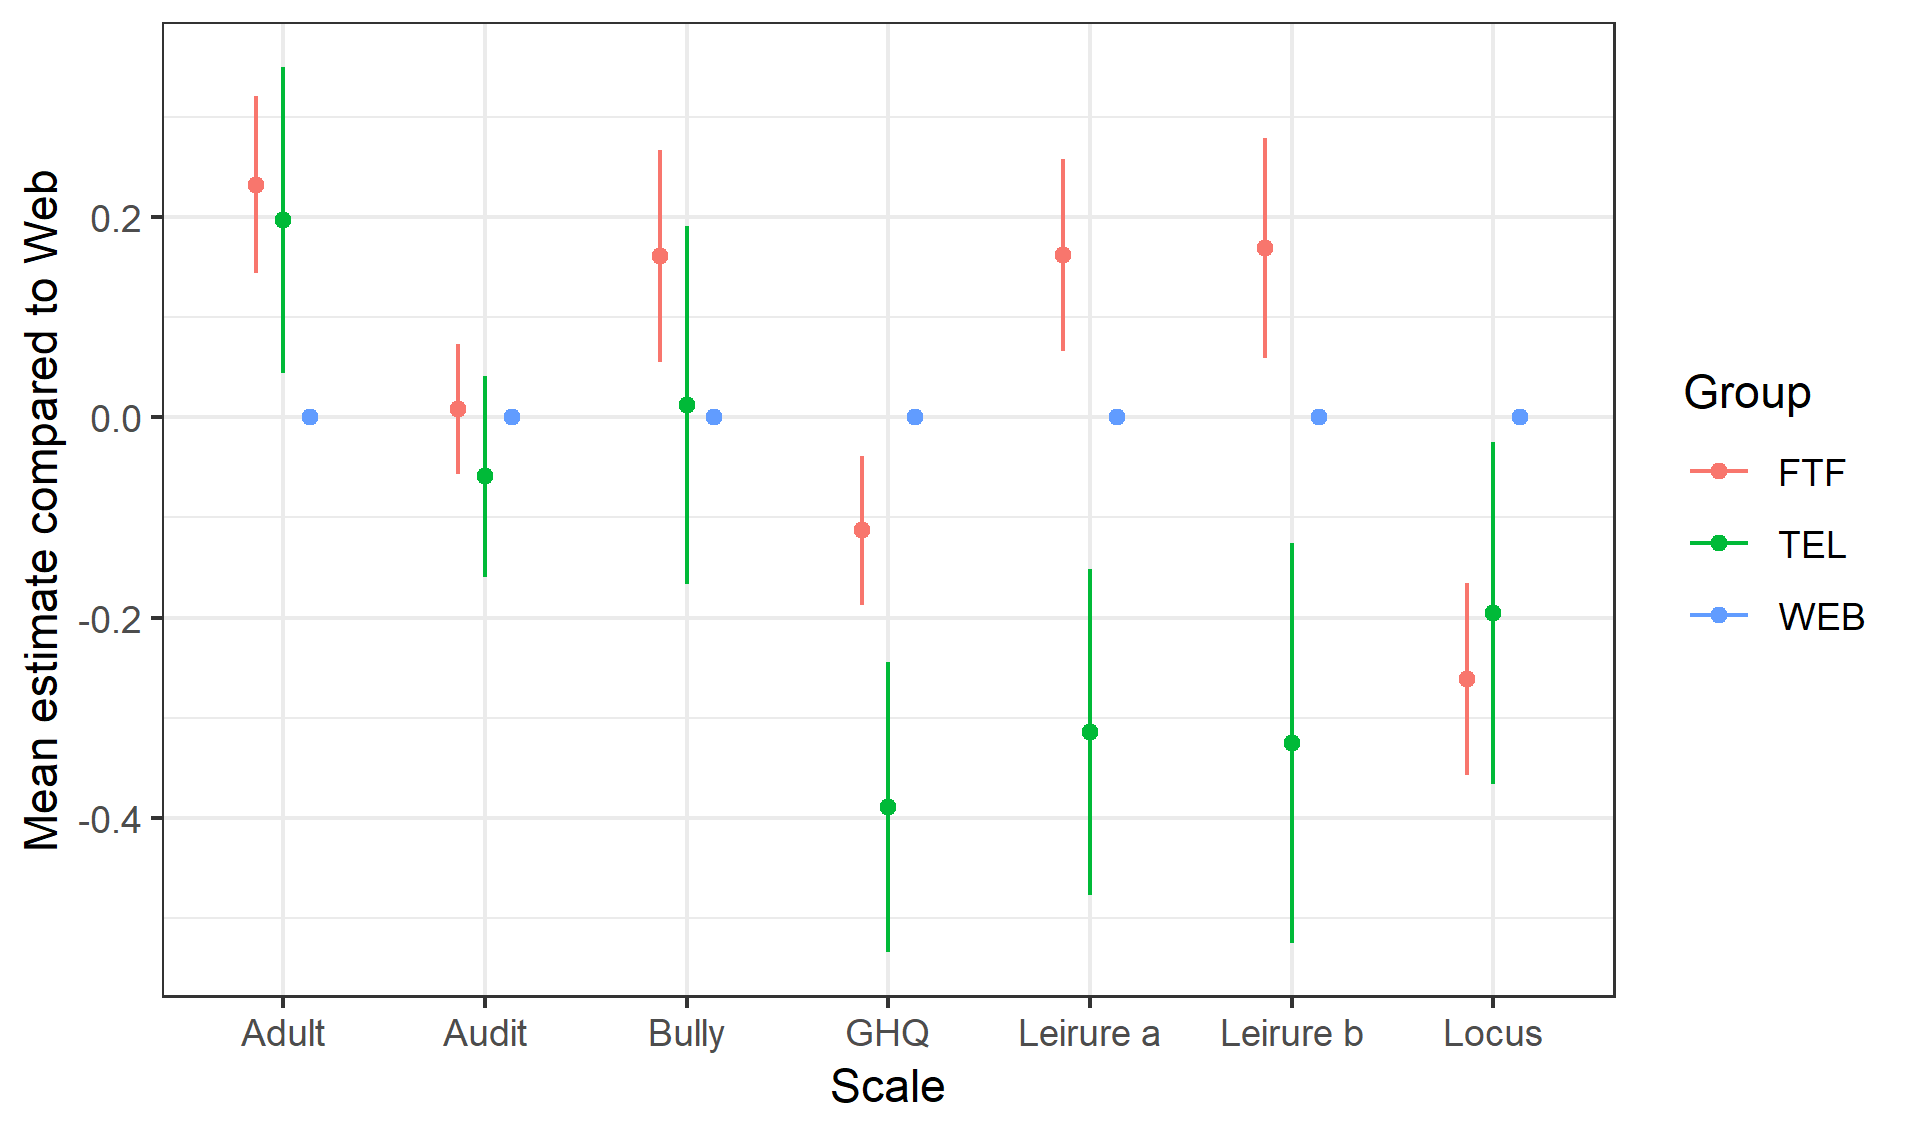 Mean estimate compared to Web
0.2
0.0
-0.2
-0.4
Adult
Audit
Bully
GHQ
Leirure a
Leirure b
Locus
Scale
Group
FTF
TEL
WEB